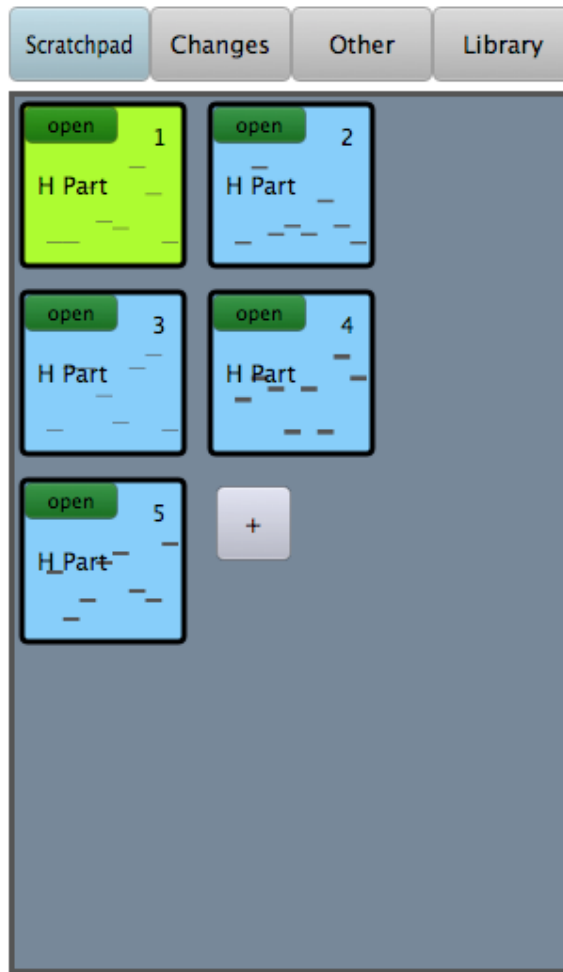 Scratchpad Changes Other Library
open 1
H Part
open 2
H Part
open 3
H Part
open 4
H Part
open 5
H Part
+